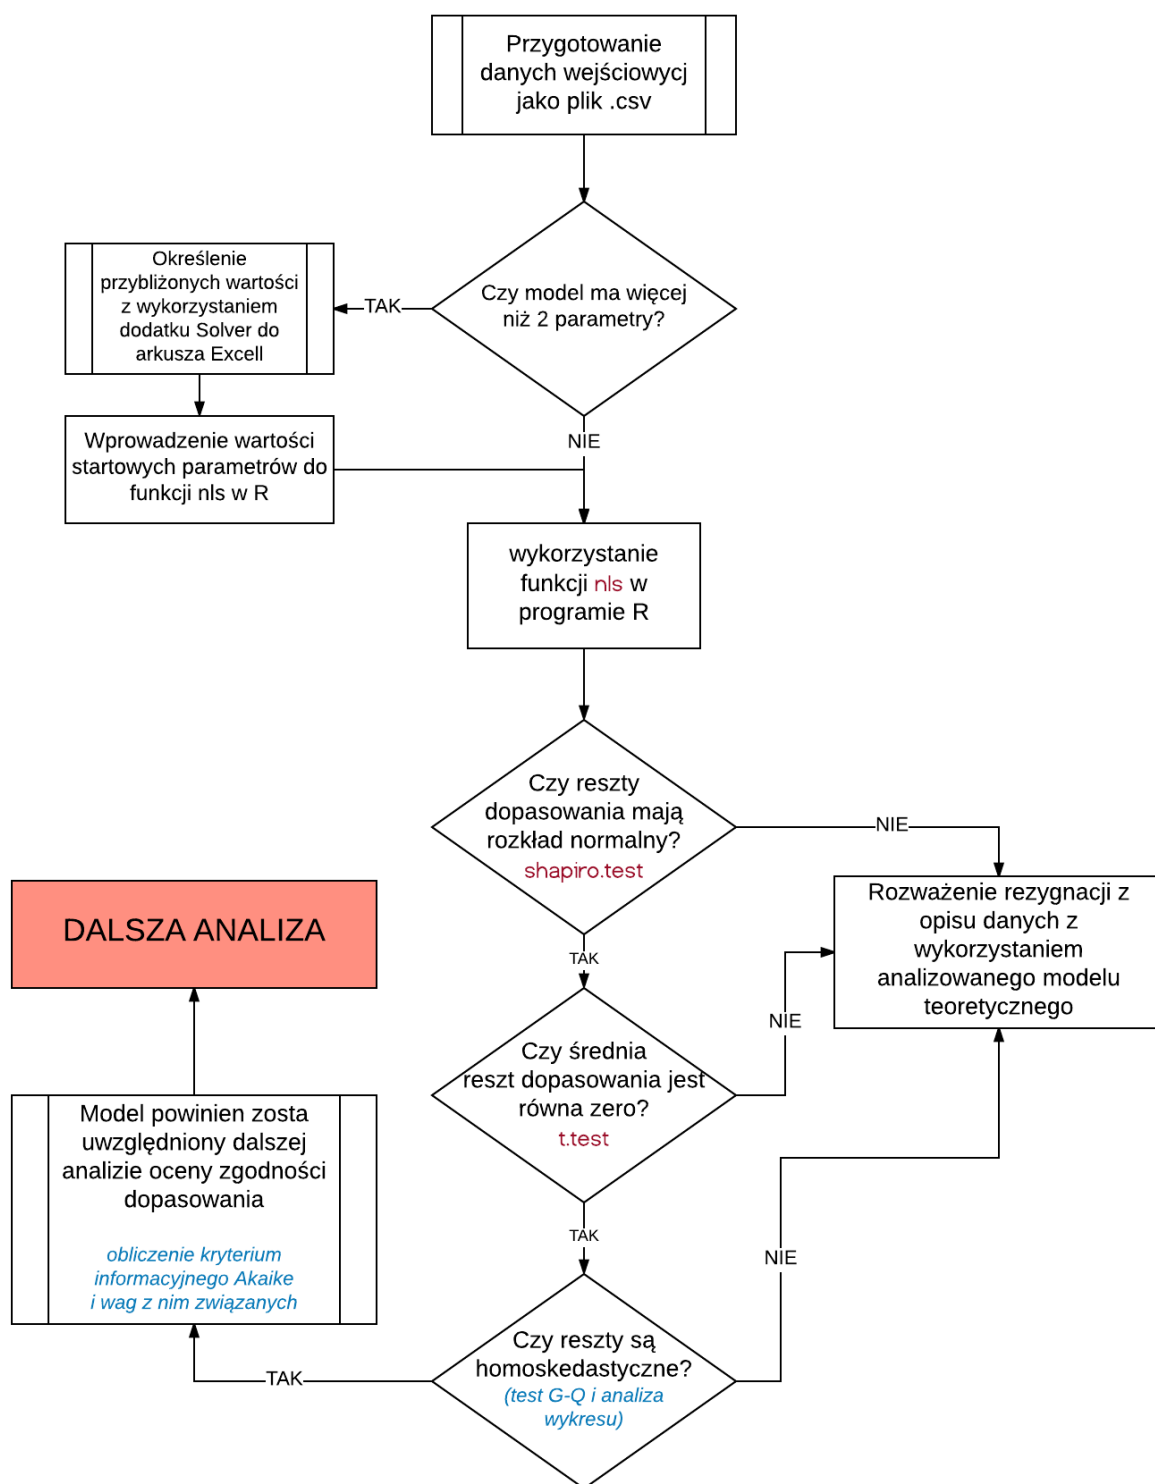 Przygotowanie
danych wejściowycj
jako plik .csv
Czy model ma więcej
niż 2 parametry?
TAK
Określenie
przybliżonych wartości
z wykorzystaniem
dodatku Solver do
arkusza Excell
Wprowadzenie wartości
startowych parametrów do
funkcji nls w R
NIE
wykorzystanie
funkcji nls w
programie R
Czy reszty
dopasowania mają
rozkład normalny?
shapiro.test
NIE
Rozważenie rezygnacji z
opisu danych z
wykorzystaniem
analizowanego modelu
teoretycznego
TAK
Czy średnia
reszt dopasowania jest
równa zero?
t.test
NIE
TAK
Czy reszty są
homoskedastyczne?
(test G-Q i analiza
wykresu)
NIE
TAK
Model powinien zosta
uwzględniony dalszej
analizie oceny zgodności
dopasowania
obliczenie kryterium
informacyjnego Akaike
i wag z nim związanych
DALSZA ANALIZA